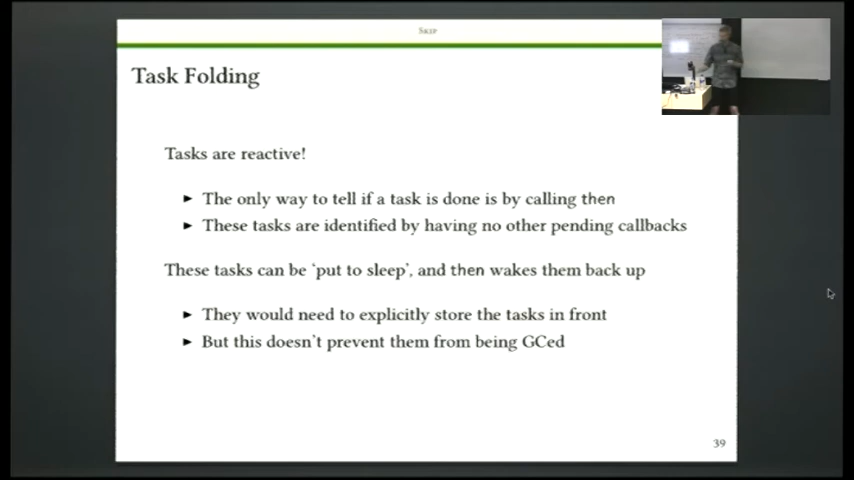 Skip
Task Folding
Tasks are reactive!
► The only way to tell if a task is done is by calling then
► These tasks are identified by having no other pending callbacks
These tasks can be 'put to sleep', and then wakes them back up
► They would need to explicitly store the tasks in front
► But this doesn't prevent them from being GCed
39